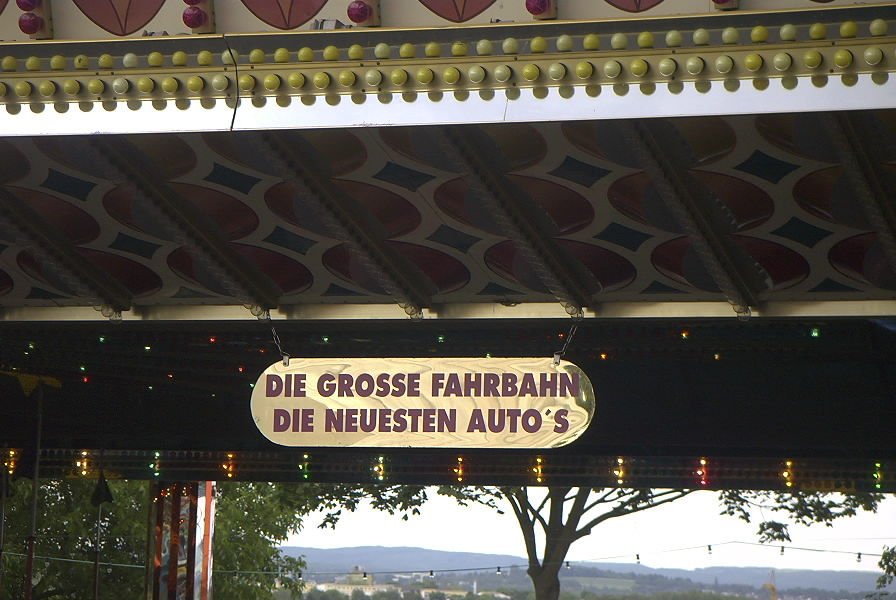 DIE GROSSE FAHRBAHN
DIE NEUESTEN AUTO´S